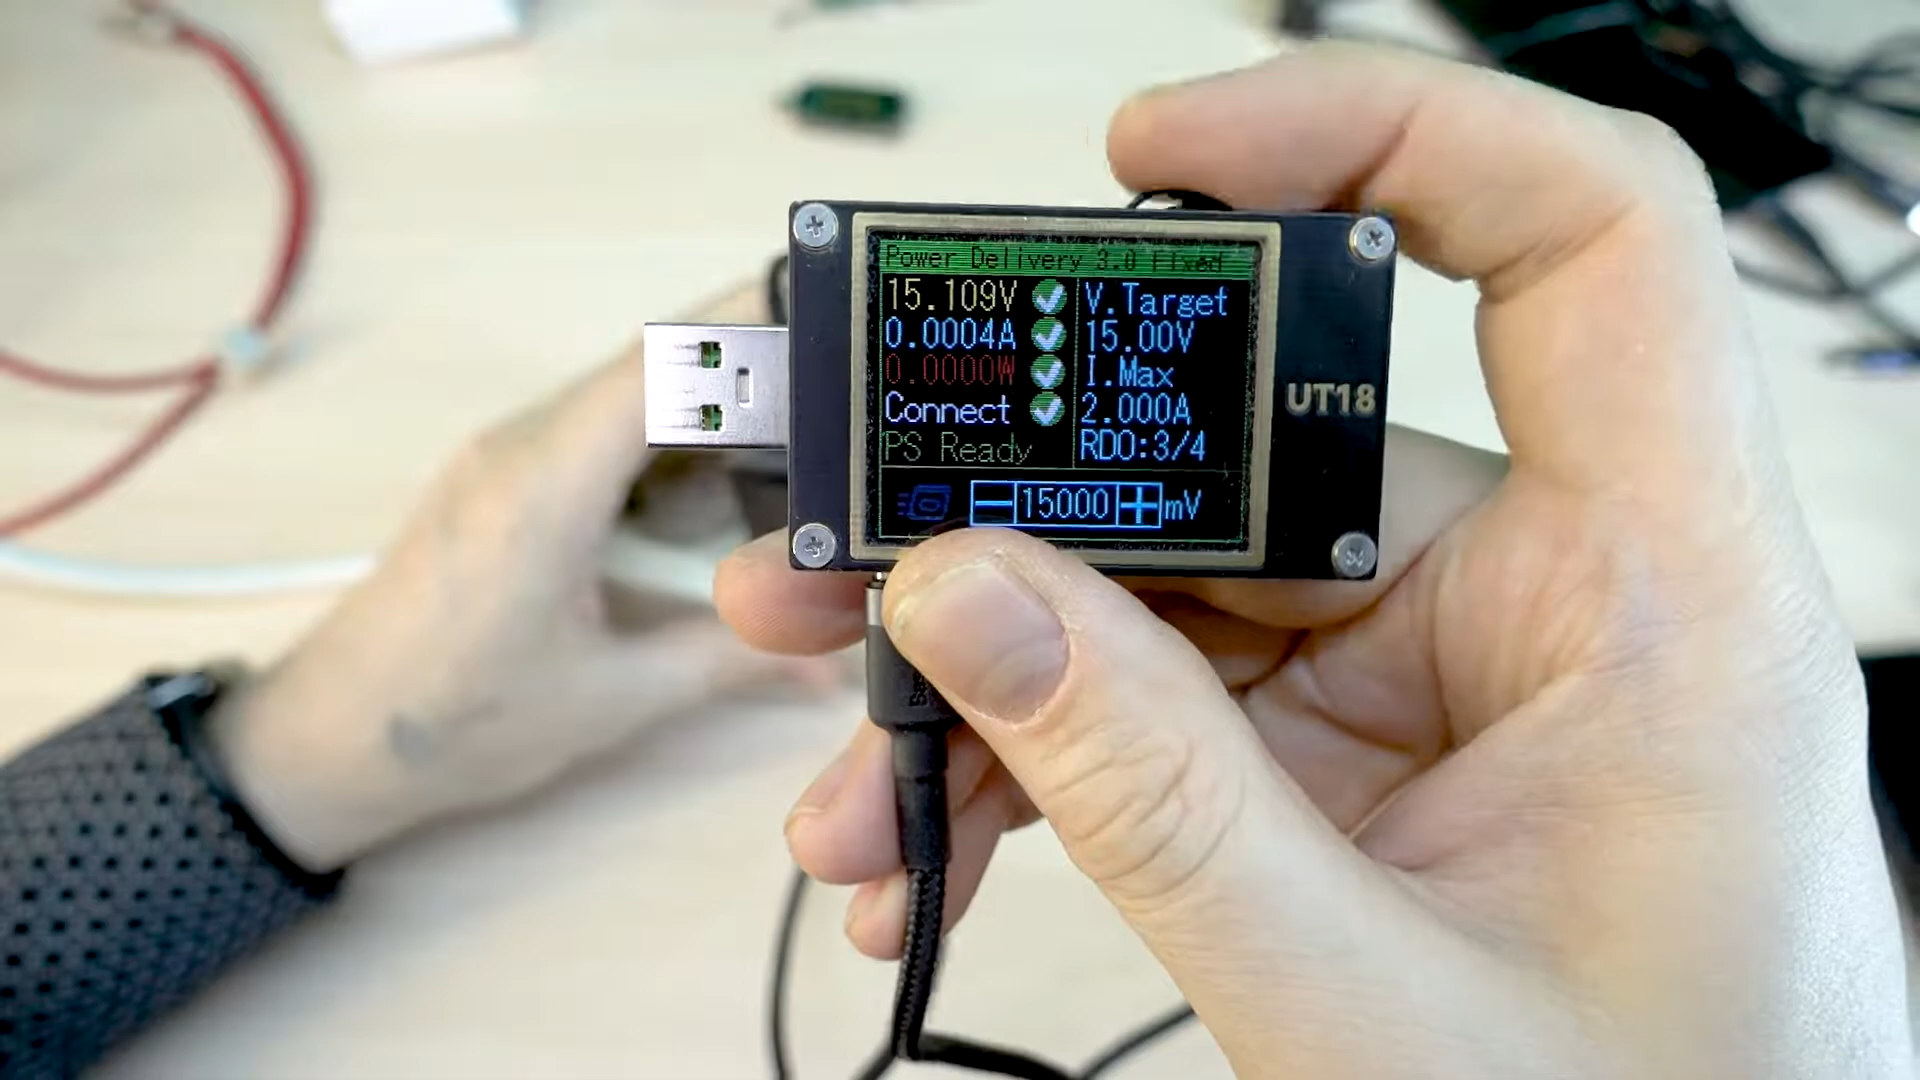 Power Delivery 3.0 Fixed
15.109V
0.0004A
0.0000W
Connect
PS Ready
V.Target
15.00V
I.Max
2.000A
RDO:3/4
15000 mV
UT18